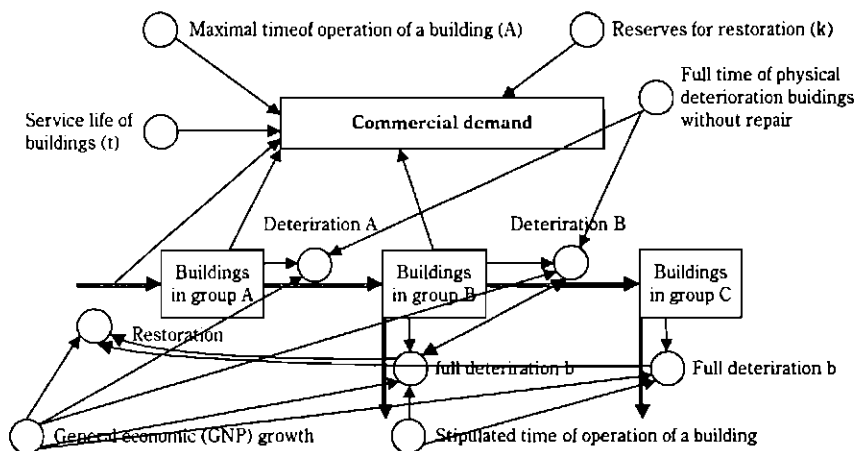 Maximal timeof operation of a building (A)
Reserves for restoration (k)
Full time of physical
deterioration buidings
without repair
Service life of
buildings (t)
Commercial demand
Deteriration A
Deteriration B
Buildings
in group A
Buildings
in group B
Buildings
in group C
Restoration
full deteriration b
Full deteriration b
General economic (GNP) growth
Stipulated time of operation of a building